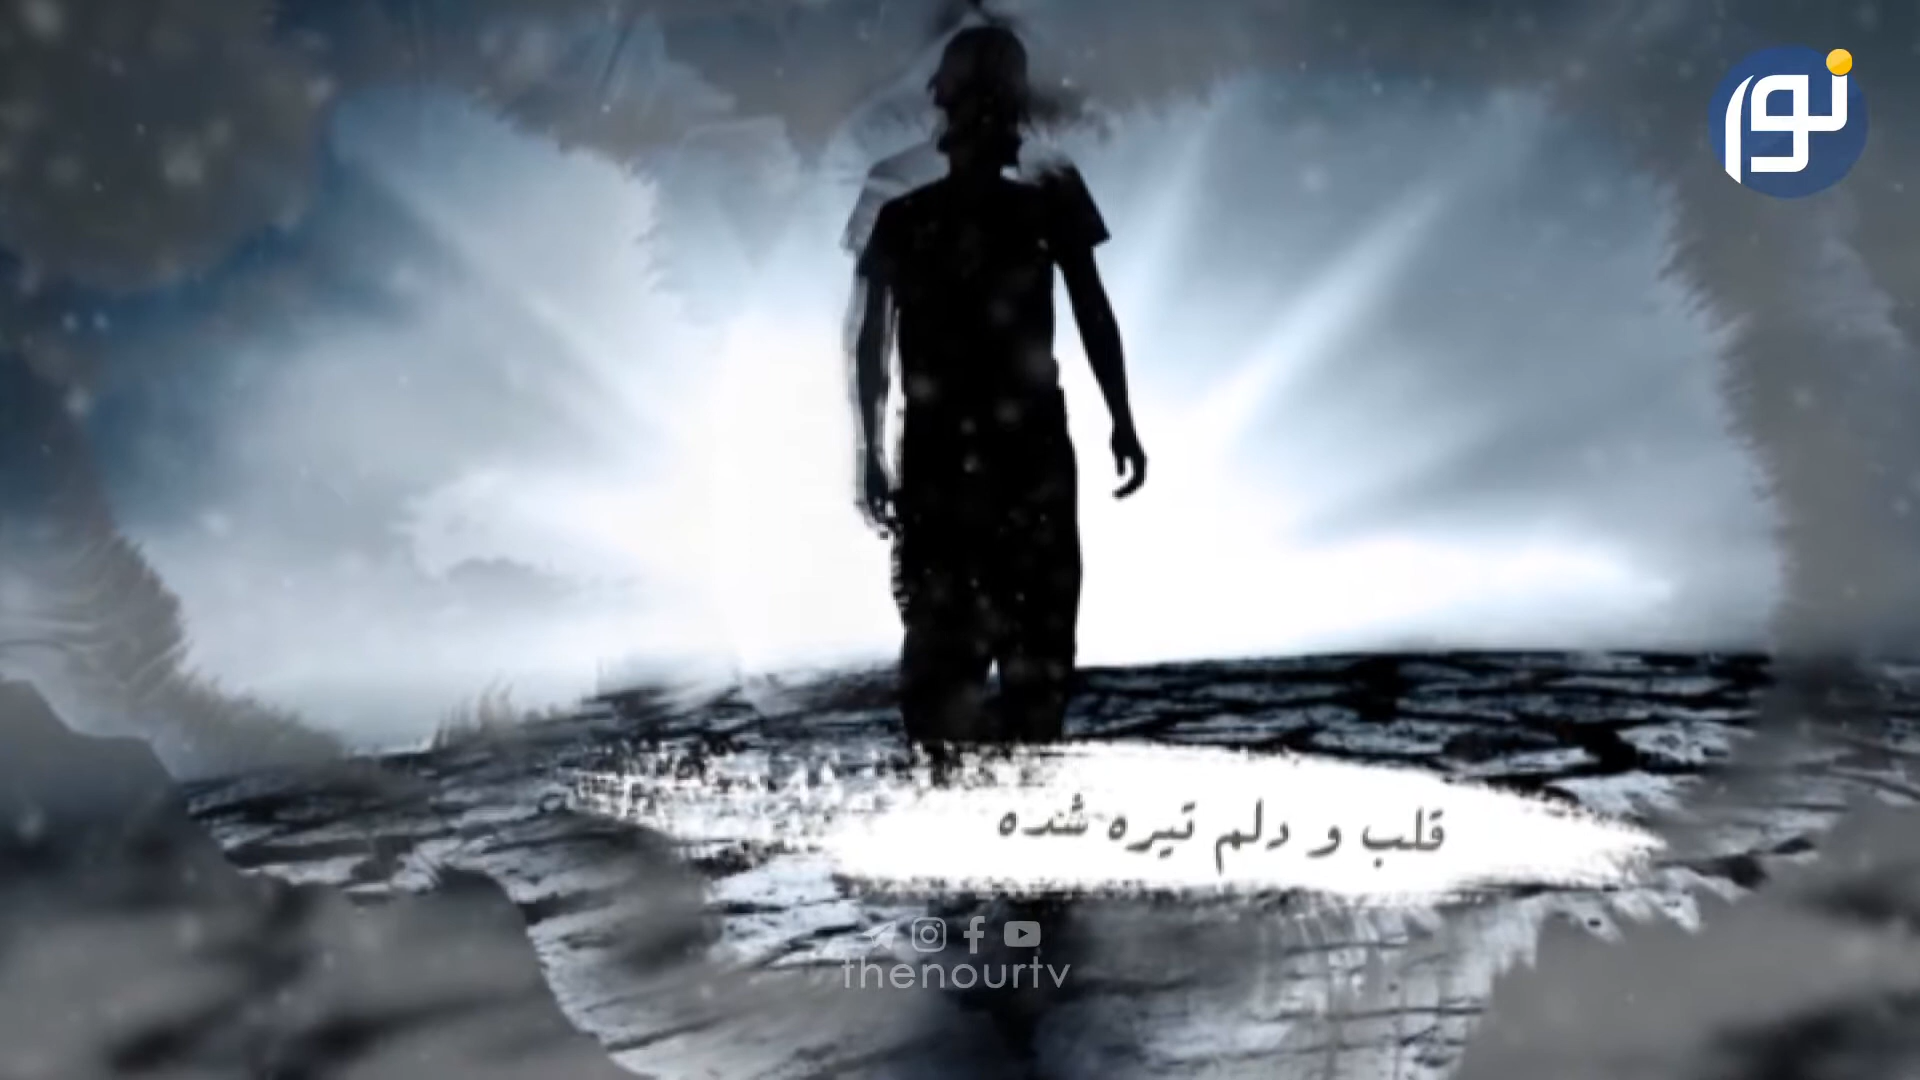 نور
قلب و دلم تیره شده
thenourtv